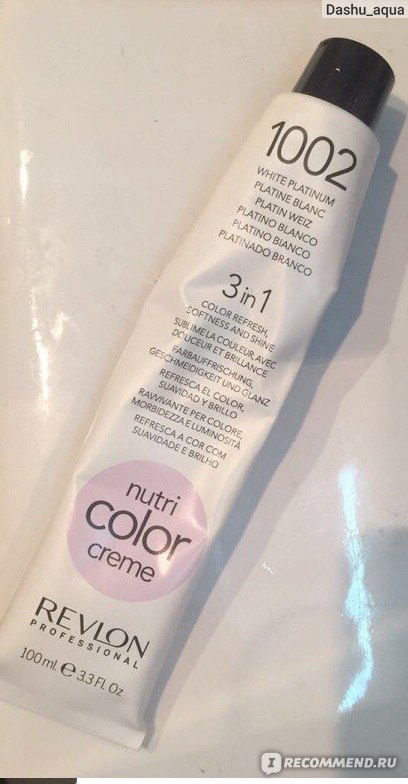 Dashu_aqua
1002
WHITE PLATINUM
PLATINE BLANC
PLATIN WEIZ
PLATINO BLANCO
PLATINO BIANCO
PLATINADO BRANCO
3 in 1
COLOR REFRESH,
SOFTNESS AND SHINE
SUBLIME LA COULEUR, AVEC
DOUCEUR ET BRILLANCE
FARBAUFFRISCHUNG,
GESCHMEIDIGKEIT UND GLANZ
REFRESCA EL COLOR,
SUAVIDAD Y BRILLO
RAVVIVANTE PER COLORE,
MORBIDEZZA E LUMINOSITÀ
REFRESCA A COR COM
SUAVIDADE E BRILHO
nutri
color
creme
REVLON
PROFESSIONAL
100 ml. e 3.3 Fl. Oz
IRECOMMEND.RU